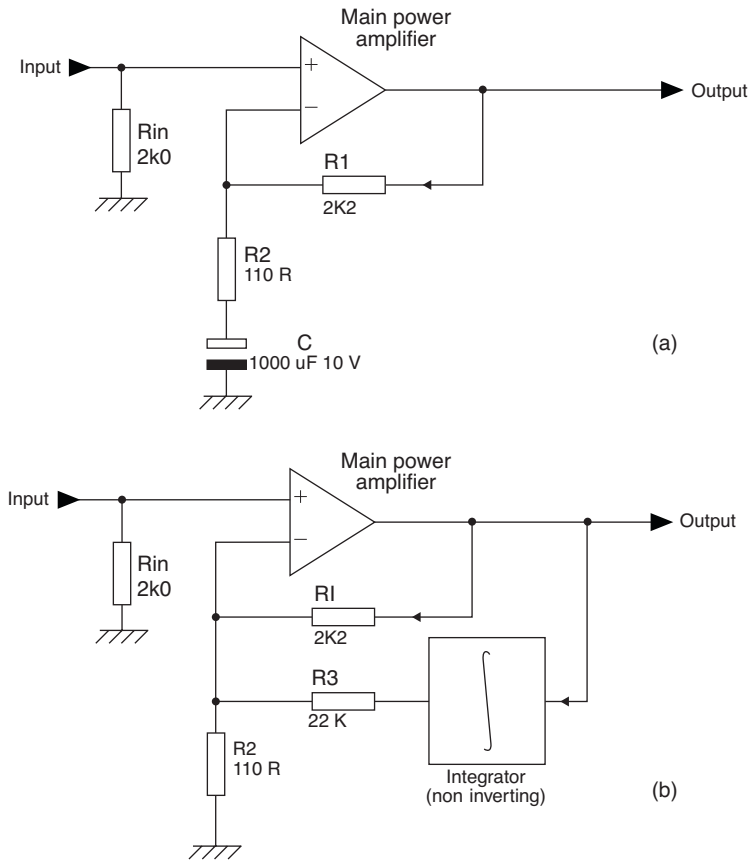 Main power
amplifier
Input
+
−
Output
Rin
2k0
R1
2K2
R2
110 R
C
1000 uF 10 V
(a)
Main power
amplifier
Input
+
−
Output
Rin
2k0
RI
2K2
R3
22 K
R2
110 R
Integrator
(non inverting)
(b)